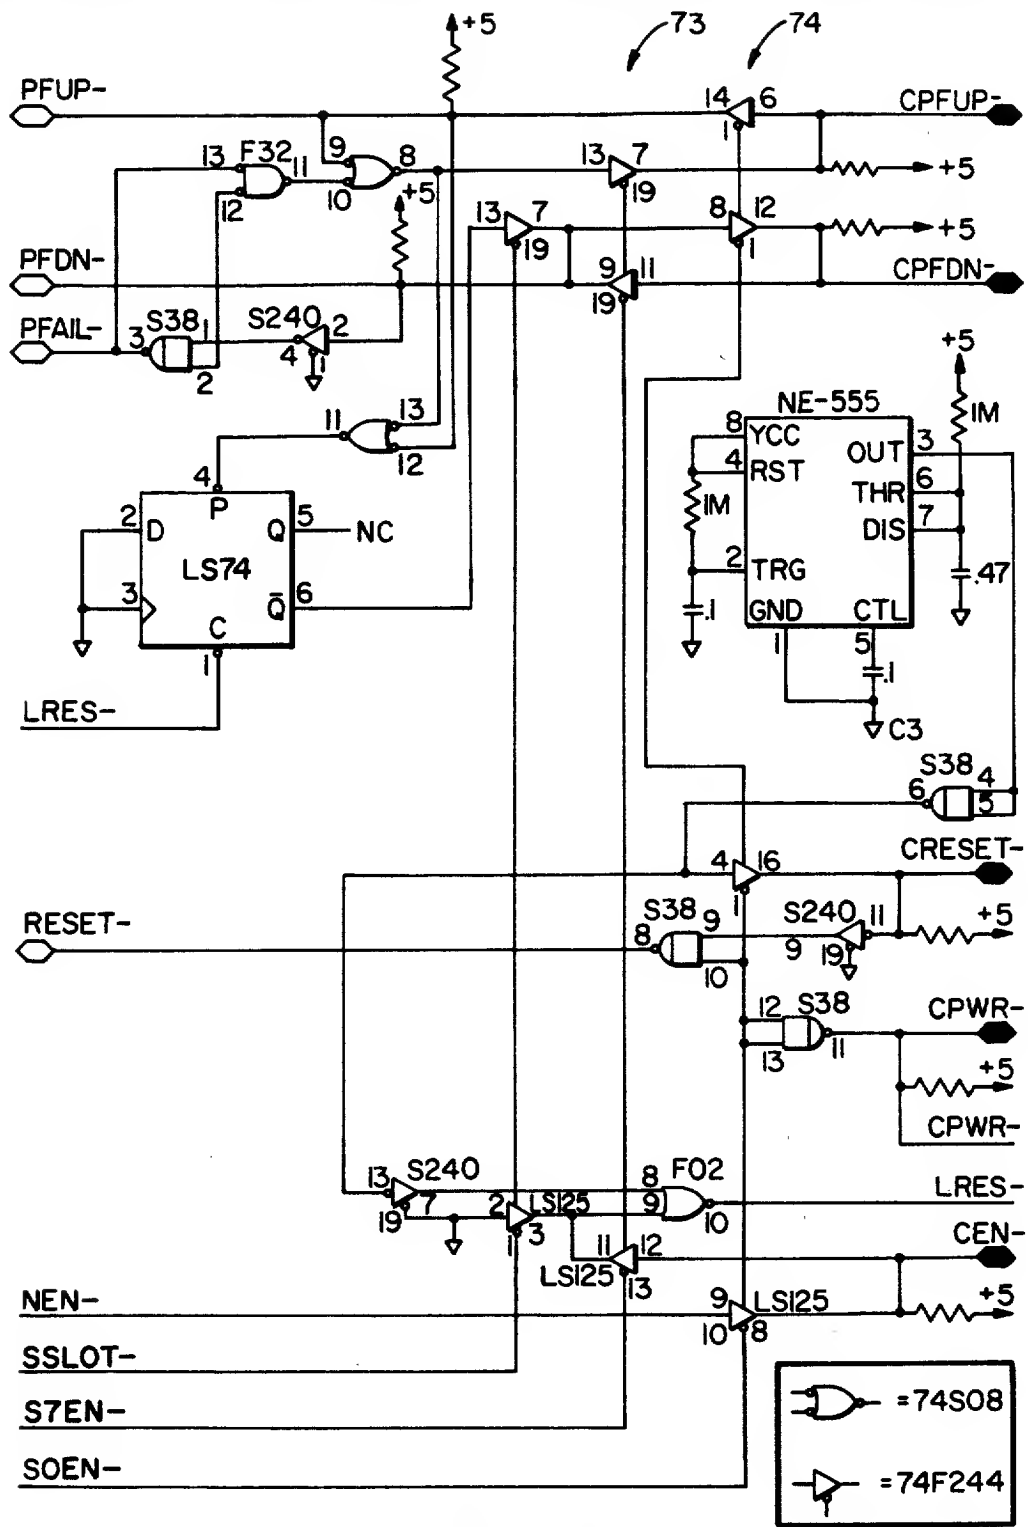 +5
73
74
PFUP-
14
6
CPFUP-
1
F32
13
11
12
9
8
10
13
7
19
+5
+5
13
7
19
8
12
1
+5
PFDN-
9
11
19
CPFDN-
PFAIL-
3
S38
1
2
S240
4
2
1
+5
1M
NE-555
8
YCC
4
RST
OUT
3
THR
6
DIS
7
1M
2
TRG
.1
GND
CTL
1
5
.1
.47
C3
11
13
12
4
P
2
D
Q
5
NC
LS74
3
Q̄
6
C
1
LRES-
S38
6
4
5
4
16
1
CRESET-
RESET-
8
S38
9
10
S240
9
11
19
+5
12
S38
13
11
CPWR-
+5
CPWR-
13
S240
7
19
2
LS125
3
1
8
F02
9
10
LRES-
11
12
LS125
13
CEN-
+5
NEN-
9
LS125
10
8
SSLOT-
S7EN-
SOEN-
=74S08
=74F244